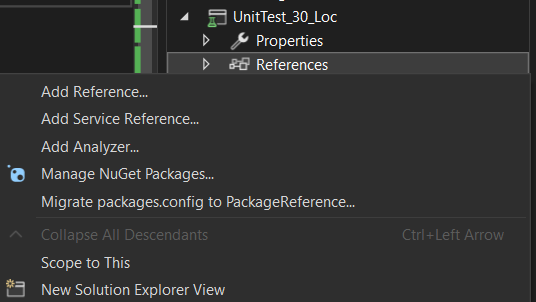 UnitTest_30_Loc
Properties
References
Add Reference...
Add Service Reference...
Add Analyzer...
Manage NuGet Packages...
Migrate packages.config to PackageReference...
Collapse All Descendants Ctrl+Left Arrow
Scope to This
New Solution Explorer View